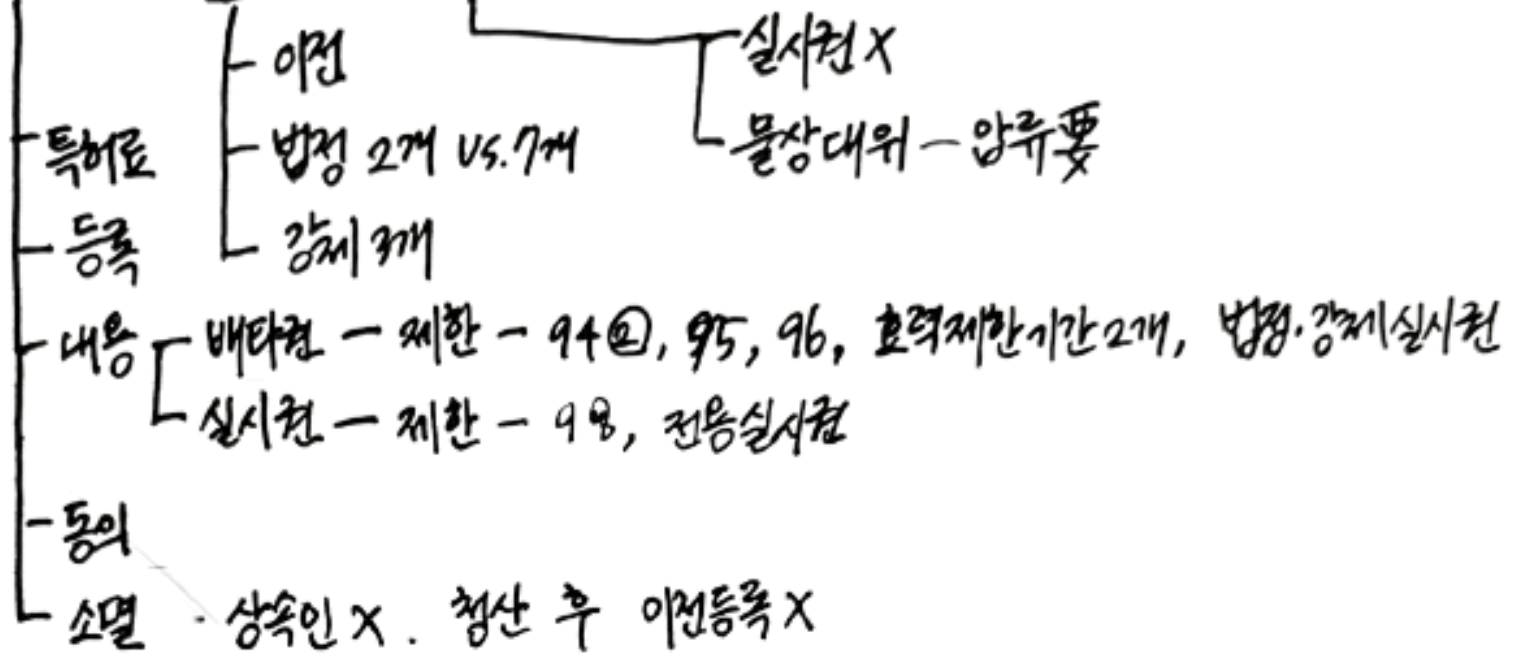 이전 실시권 X
특허료 법정 2개 vs. 7개 물상대위 - 압류要
등록 강제 3개
내용 배타권 - 제한 - 94②, 95, 96, 효력제한기간 2개, 법정·강제실시권
실시권 - 제한 - 98, 전용실시권
동의
소멸 · 상속인 X . 청산 후 이전등록 X